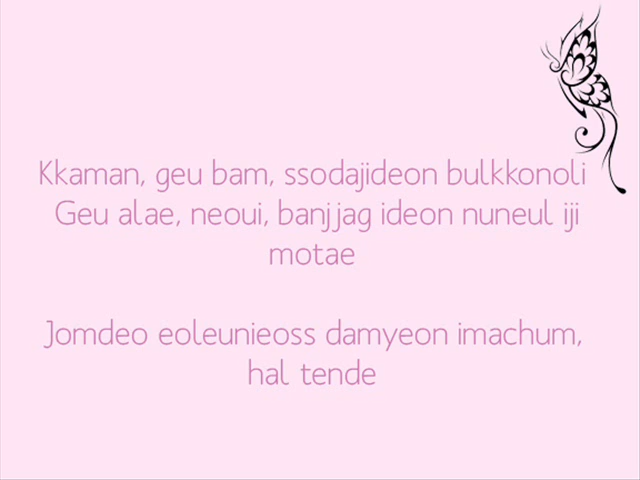 Kkaman, geu bam, ssodajideon bulkkonoli
Geu alae, neoui, banjjag ideon nuneul iji
motae
Jomdeo eoleunieoss damyeon imachum,
hal tende